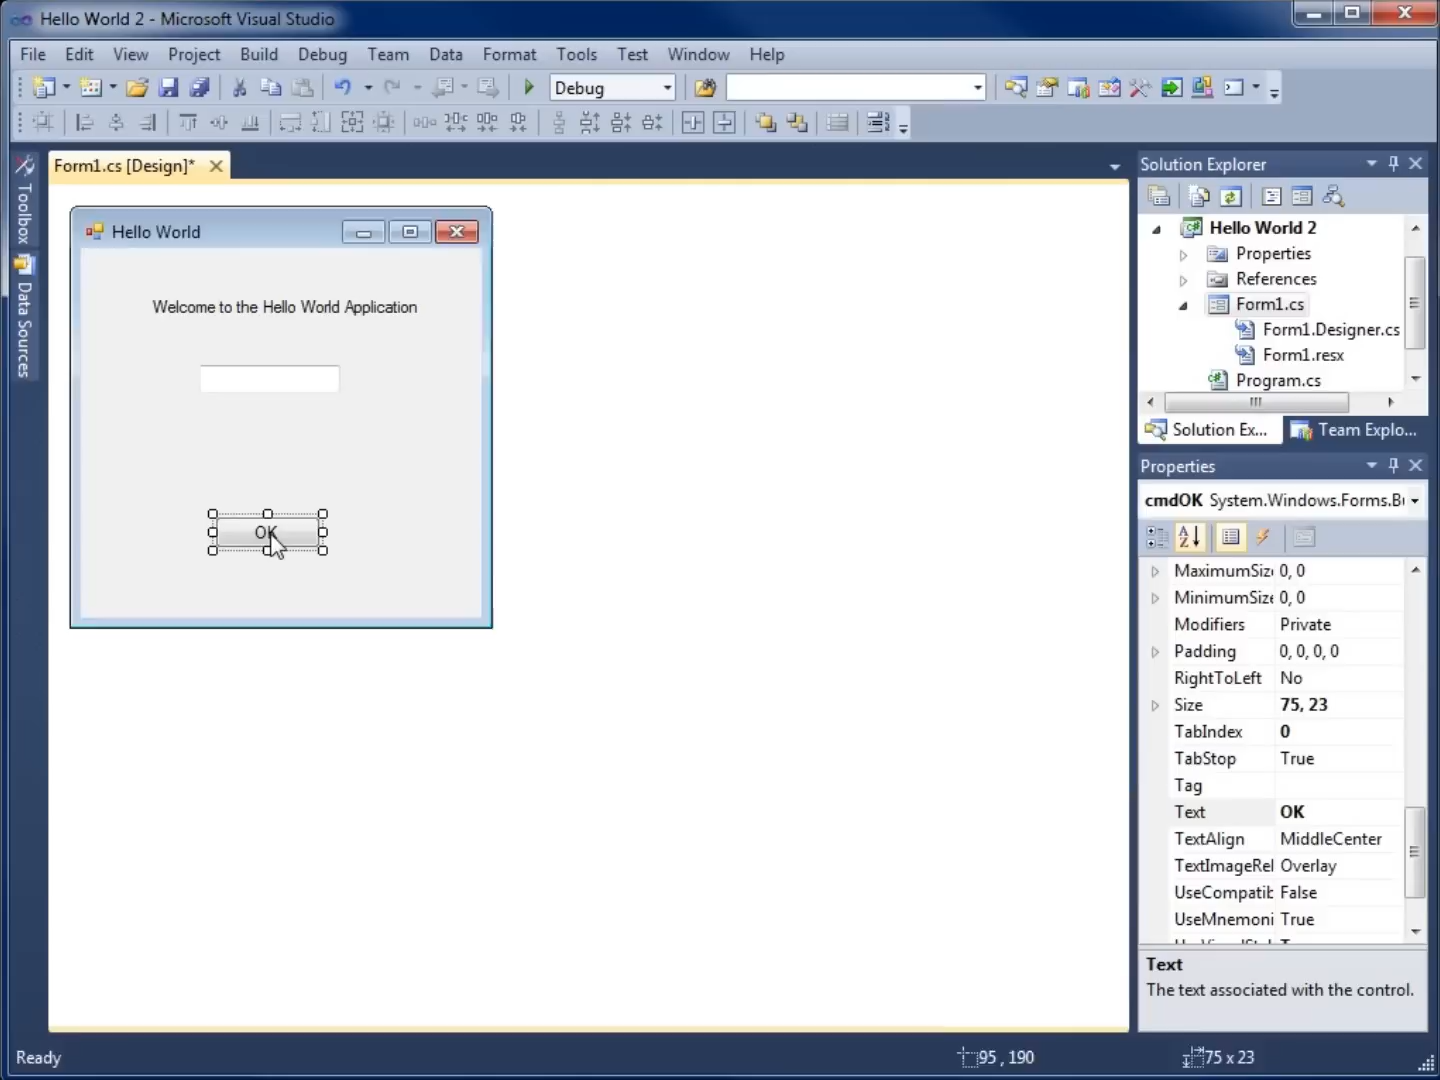 Hello World 2 - Microsoft Visual Studio
File Edit View Project Build Debug Team Data Format Tools Test Window Help
Debug
Toolbox
Data Sources
Form1.cs [Design]*
Hello World
Welcome to the Hello World Application
OK
Solution Explorer
Hello World 2
Properties
References
Form1.cs
Form1.Designer.cs
Form1.resx
Program.cs
Solution Ex... Team Explo...
Properties
cmdOK System.Windows.Forms.B
MaximumSiz 0, 0
MinimumSize 0, 0
Modifiers Private
Padding 0, 0, 0, 0
RightToLeft No
Size 75, 23
TabIndex 0
TabStop True
Tag
Text OK
TextAlign MiddleCenter
TextImageRel Overlay
UseCompatib False
UseMnemoni True
Text
The text associated with the control.
Ready 95 , 190 75 x 23